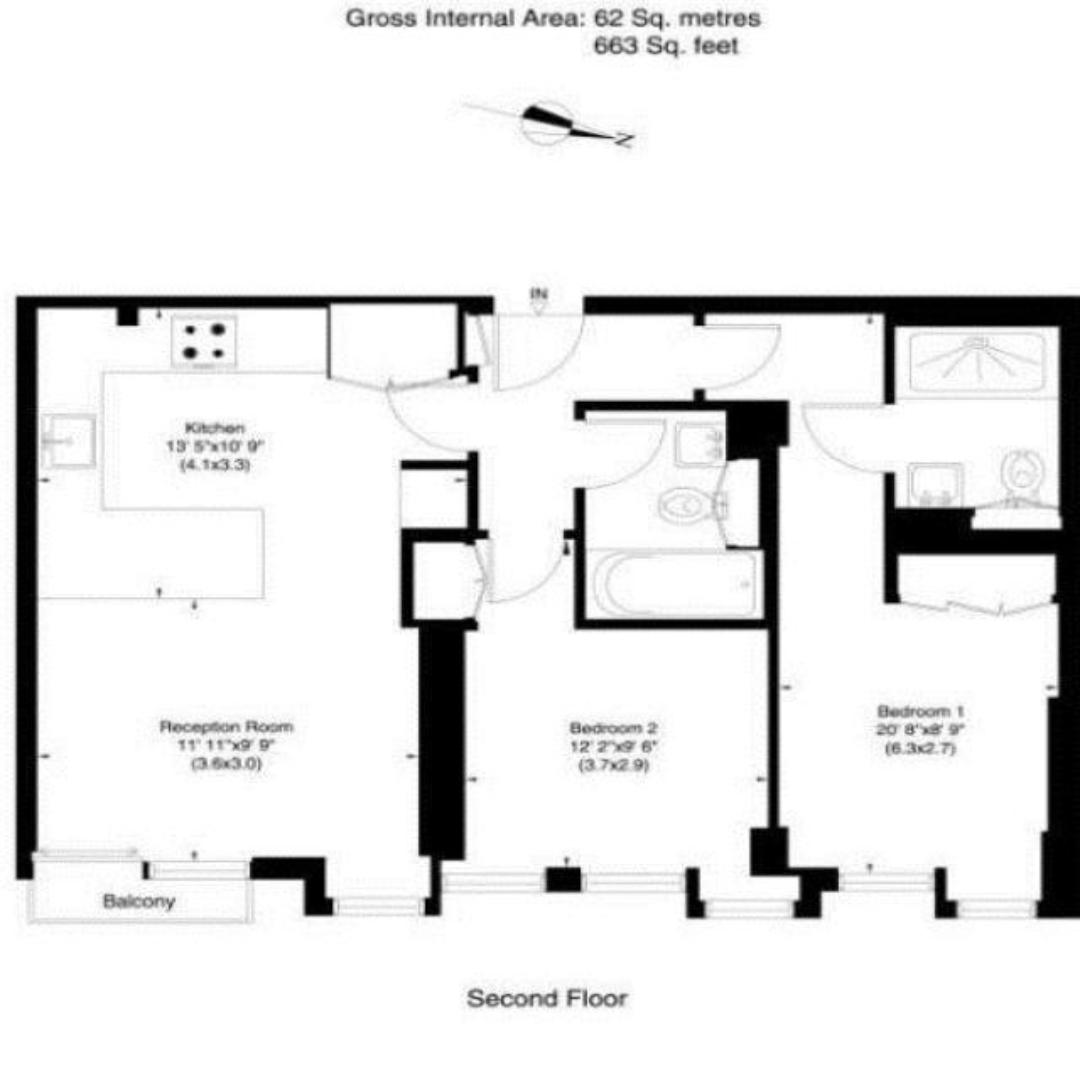 Gross Internal Area: 62 Sq. metres
663 Sq. feet
N
IN
Kitchen
13' 5"x10' 9"
(4.1x3.3)
Reception Room
11' 11"x9' 9"
(3.6x3.0)
Bedroom 2
12' 2"x9' 6"
(3.7x2.9)
Bedroom 1
20' 8"x8' 9"
(6.3x2.7)
Balcony
Second Floor